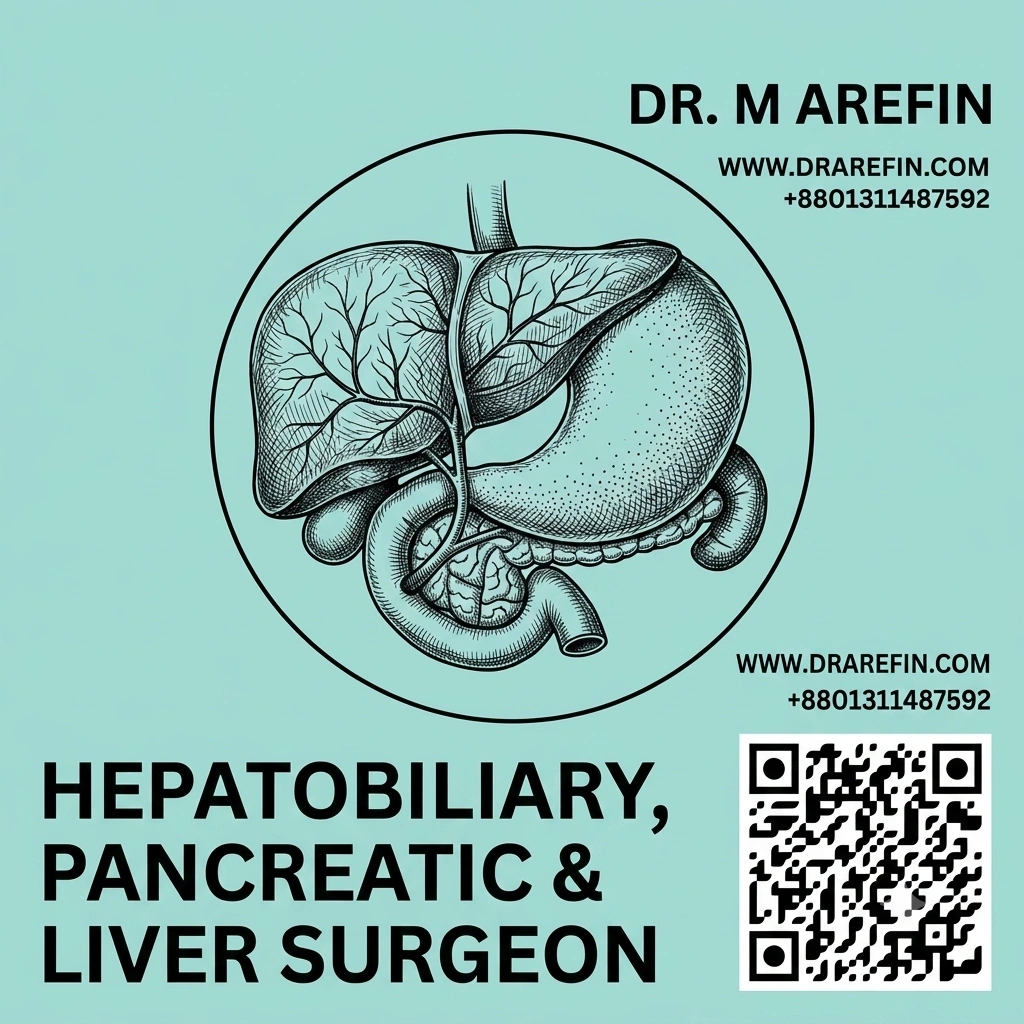 DR. M AREFIN
WWW.DRAREFIN.COM
+8801311487592
WWW.DRAREFIN.COM
+8801311487592
HEPATOBILIARY,
PANCREATIC &
LIVER SURGEON